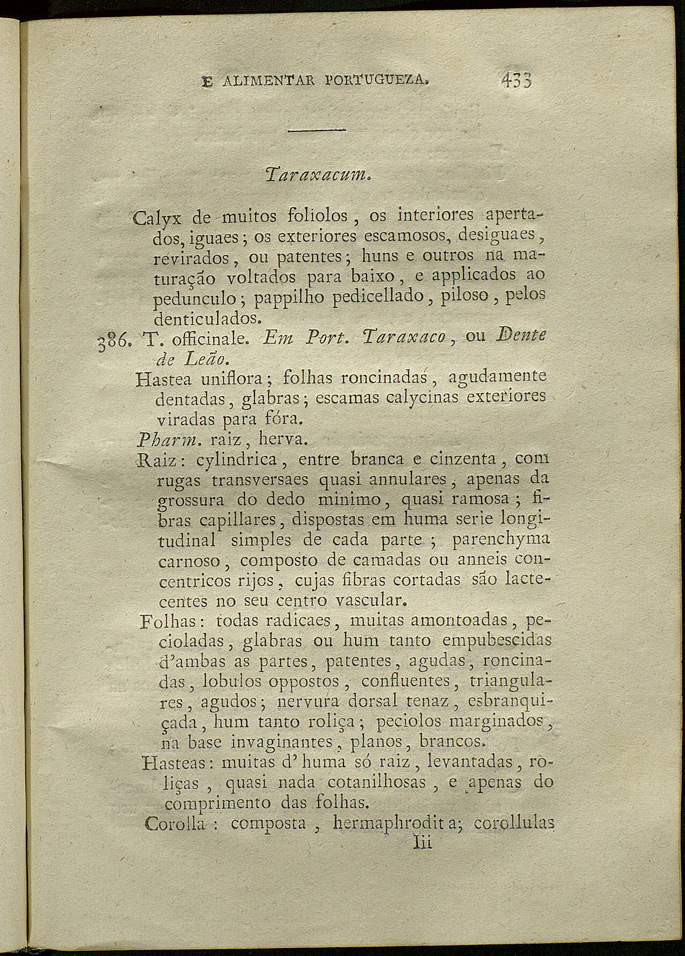 E ALIMENTAR PORTUGUEZA. 433
Taraxacum.
Calyx de muitos foliolos , os interiores aperta-
dos, iguaes ; os exteriores escamosos, desiguaes ,
revirados , ou patentes ; huns e outros na ma-
turação voltados para baixo , e applicados ao
pedunculo ; pappilho pedicellado , piloso , pelos
denticulados.
386. T. officinale. Em Port. Taraxaco , ou Dente
de Leão.
Hastea uniflora ; folhas roncinadas , agudamente
dentadas , glabras ; escamas calycinas exteriores
viradas para fóra.
Pharm. raiz , herva.
Raiz : cylindrica , entre branca e cinzenta , com
rugas transversaes quasi annulares , apenas da
grossura do dedo minimo , quasi ramosa ; fi-
bras capillares , dispostas em huma serie longi-
tudinal simples de cada parte ; parenchyma
carnoso , composto de camadas ou anneis con-
centricos rijos , cujas fibras cortadas são lacte-
centes no seu centro vascular.
Folhas : todas radicaes , muitas amontoadas , pe-
cioladas , glabras ou hum tanto empubescidas
d'ambas as partes , patentes , agudas , roncina-
das , lobulos oppostos , confluentes , triangula-
res , agudos ; nervura dorsal tenaz , esbranqui-
çada , hum tanto roliça ; peciolos marginados ,
na base invaginantes , planos , brancos.
Hasteas : muitas d' huma só raiz , levantadas , ro-
liças , quasi nada cotanilhosas , e apenas do
comprimento das folhas.
Corolla : composta , hermaphrodita; corollulas
Iii